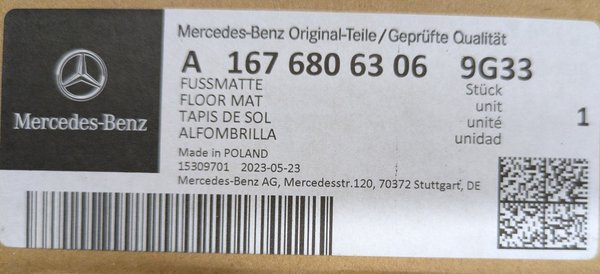 Mercedes-Benz
Mercedes-Benz Original-Teile/Geprüfte Qualität
A 167 680 63 06 9G33
FUSSMATTE Stück
FLOOR MAT unit
TAPIS DE SOL unité 1
ALFOMBRILLA unidad
Made in POLAND
15309701 2023-05-23
Mercedes-Benz AG, Mercedesstr.120, 70372 Stuttgart, DE